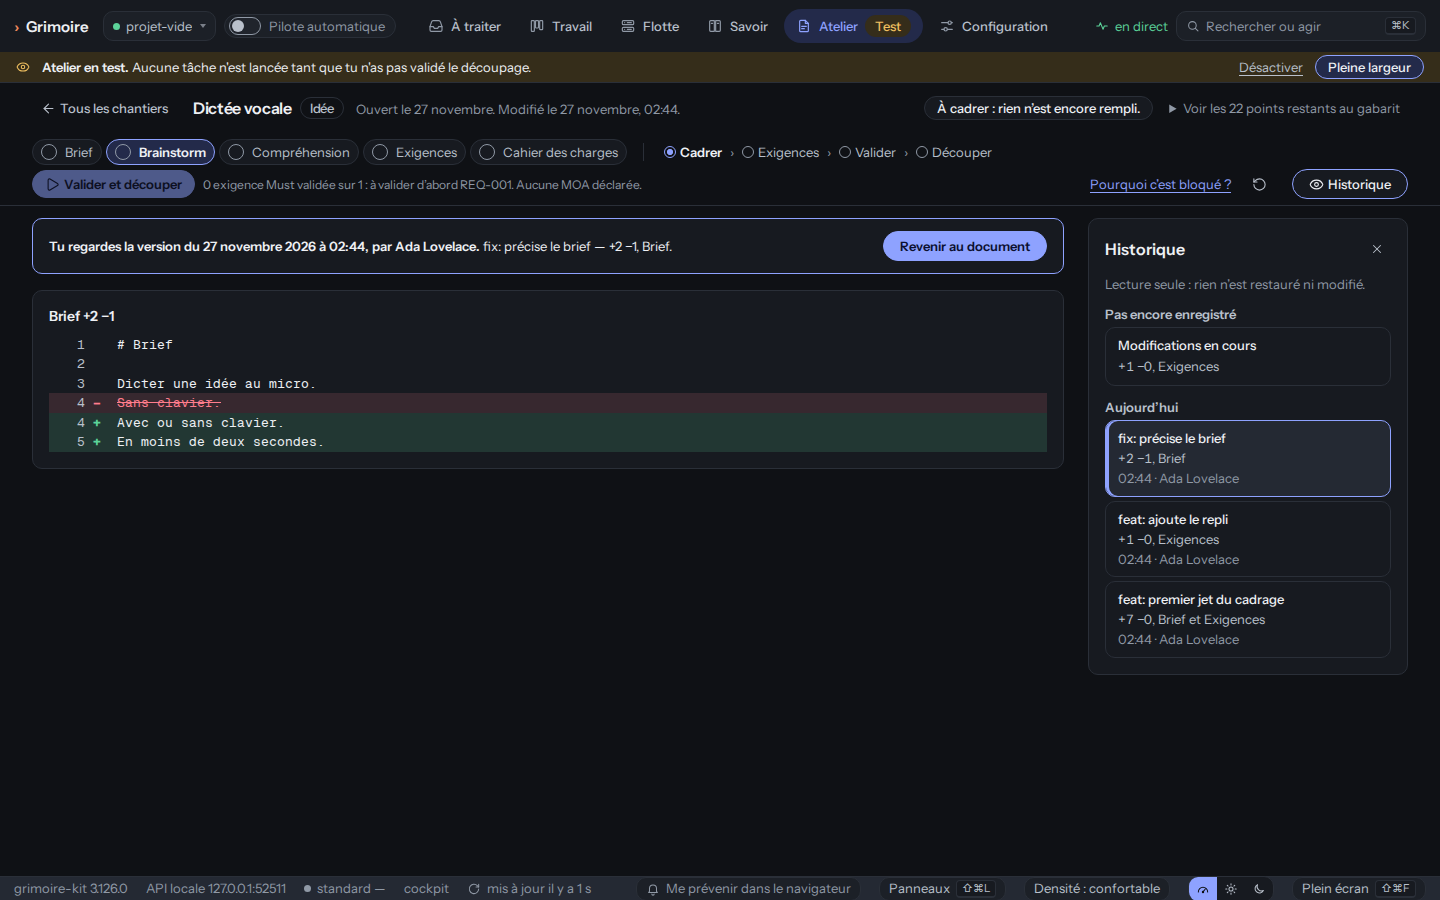 › Grimoire projet-vide Pilote automatique À traiter Travail Flotte Savoir Atelier Test Configuration en direct Rechercher ou agir ⌘K
Atelier en test. Aucune tâche n'est lancée tant que tu n'as pas validé le découpage. Désactiver Pleine largeur
← Tous les chantiers Dictée vocale Idée Ouvert le 27 novembre. Modifié le 27 novembre, 02:44. À cadrer : rien n'est encore rempli. ▶ Voir les 22 points restants au gabarit
Brief Brainstorm Compréhension Exigences Cahier des charges Cadrer › Exigences › Valider › Découper
Valider et découper 0 exigence Must validée sur 1 : à valider d'abord REQ-001. Aucune MOA déclarée. Pourquoi c'est bloqué ? Historique
Tu regardes la version du 27 novembre 2026 à 02:44, par Ada Lovelace. fix: précise le brief — +2 −1, Brief. Revenir au document
Brief +2 −1
1 # Brief
2
3 Dicter une idée au micro.
4 − Sans clavier.
4 + Avec ou sans clavier.
5 + En moins de deux secondes.
Historique
Lecture seule : rien n'est restauré ni modifié.
Pas encore enregistré
Modifications en cours
+1 −0, Exigences
Aujourd'hui
fix: précise le brief
+2 −1, Brief
02:44 · Ada Lovelace
feat: ajoute le repli
+1 −0, Exigences
02:44 · Ada Lovelace
feat: premier jet du cadrage
+7 −0, Brief et Exigences
02:44 · Ada Lovelace
grimoire-kit 3.126.0 API locale 127.0.0.1:52511 standard — cockpit mis à jour il y a 1 s Me prévenir dans le navigateur Panneaux ⇧⌘L Densité : confortable Plein écran ⇧⌘F